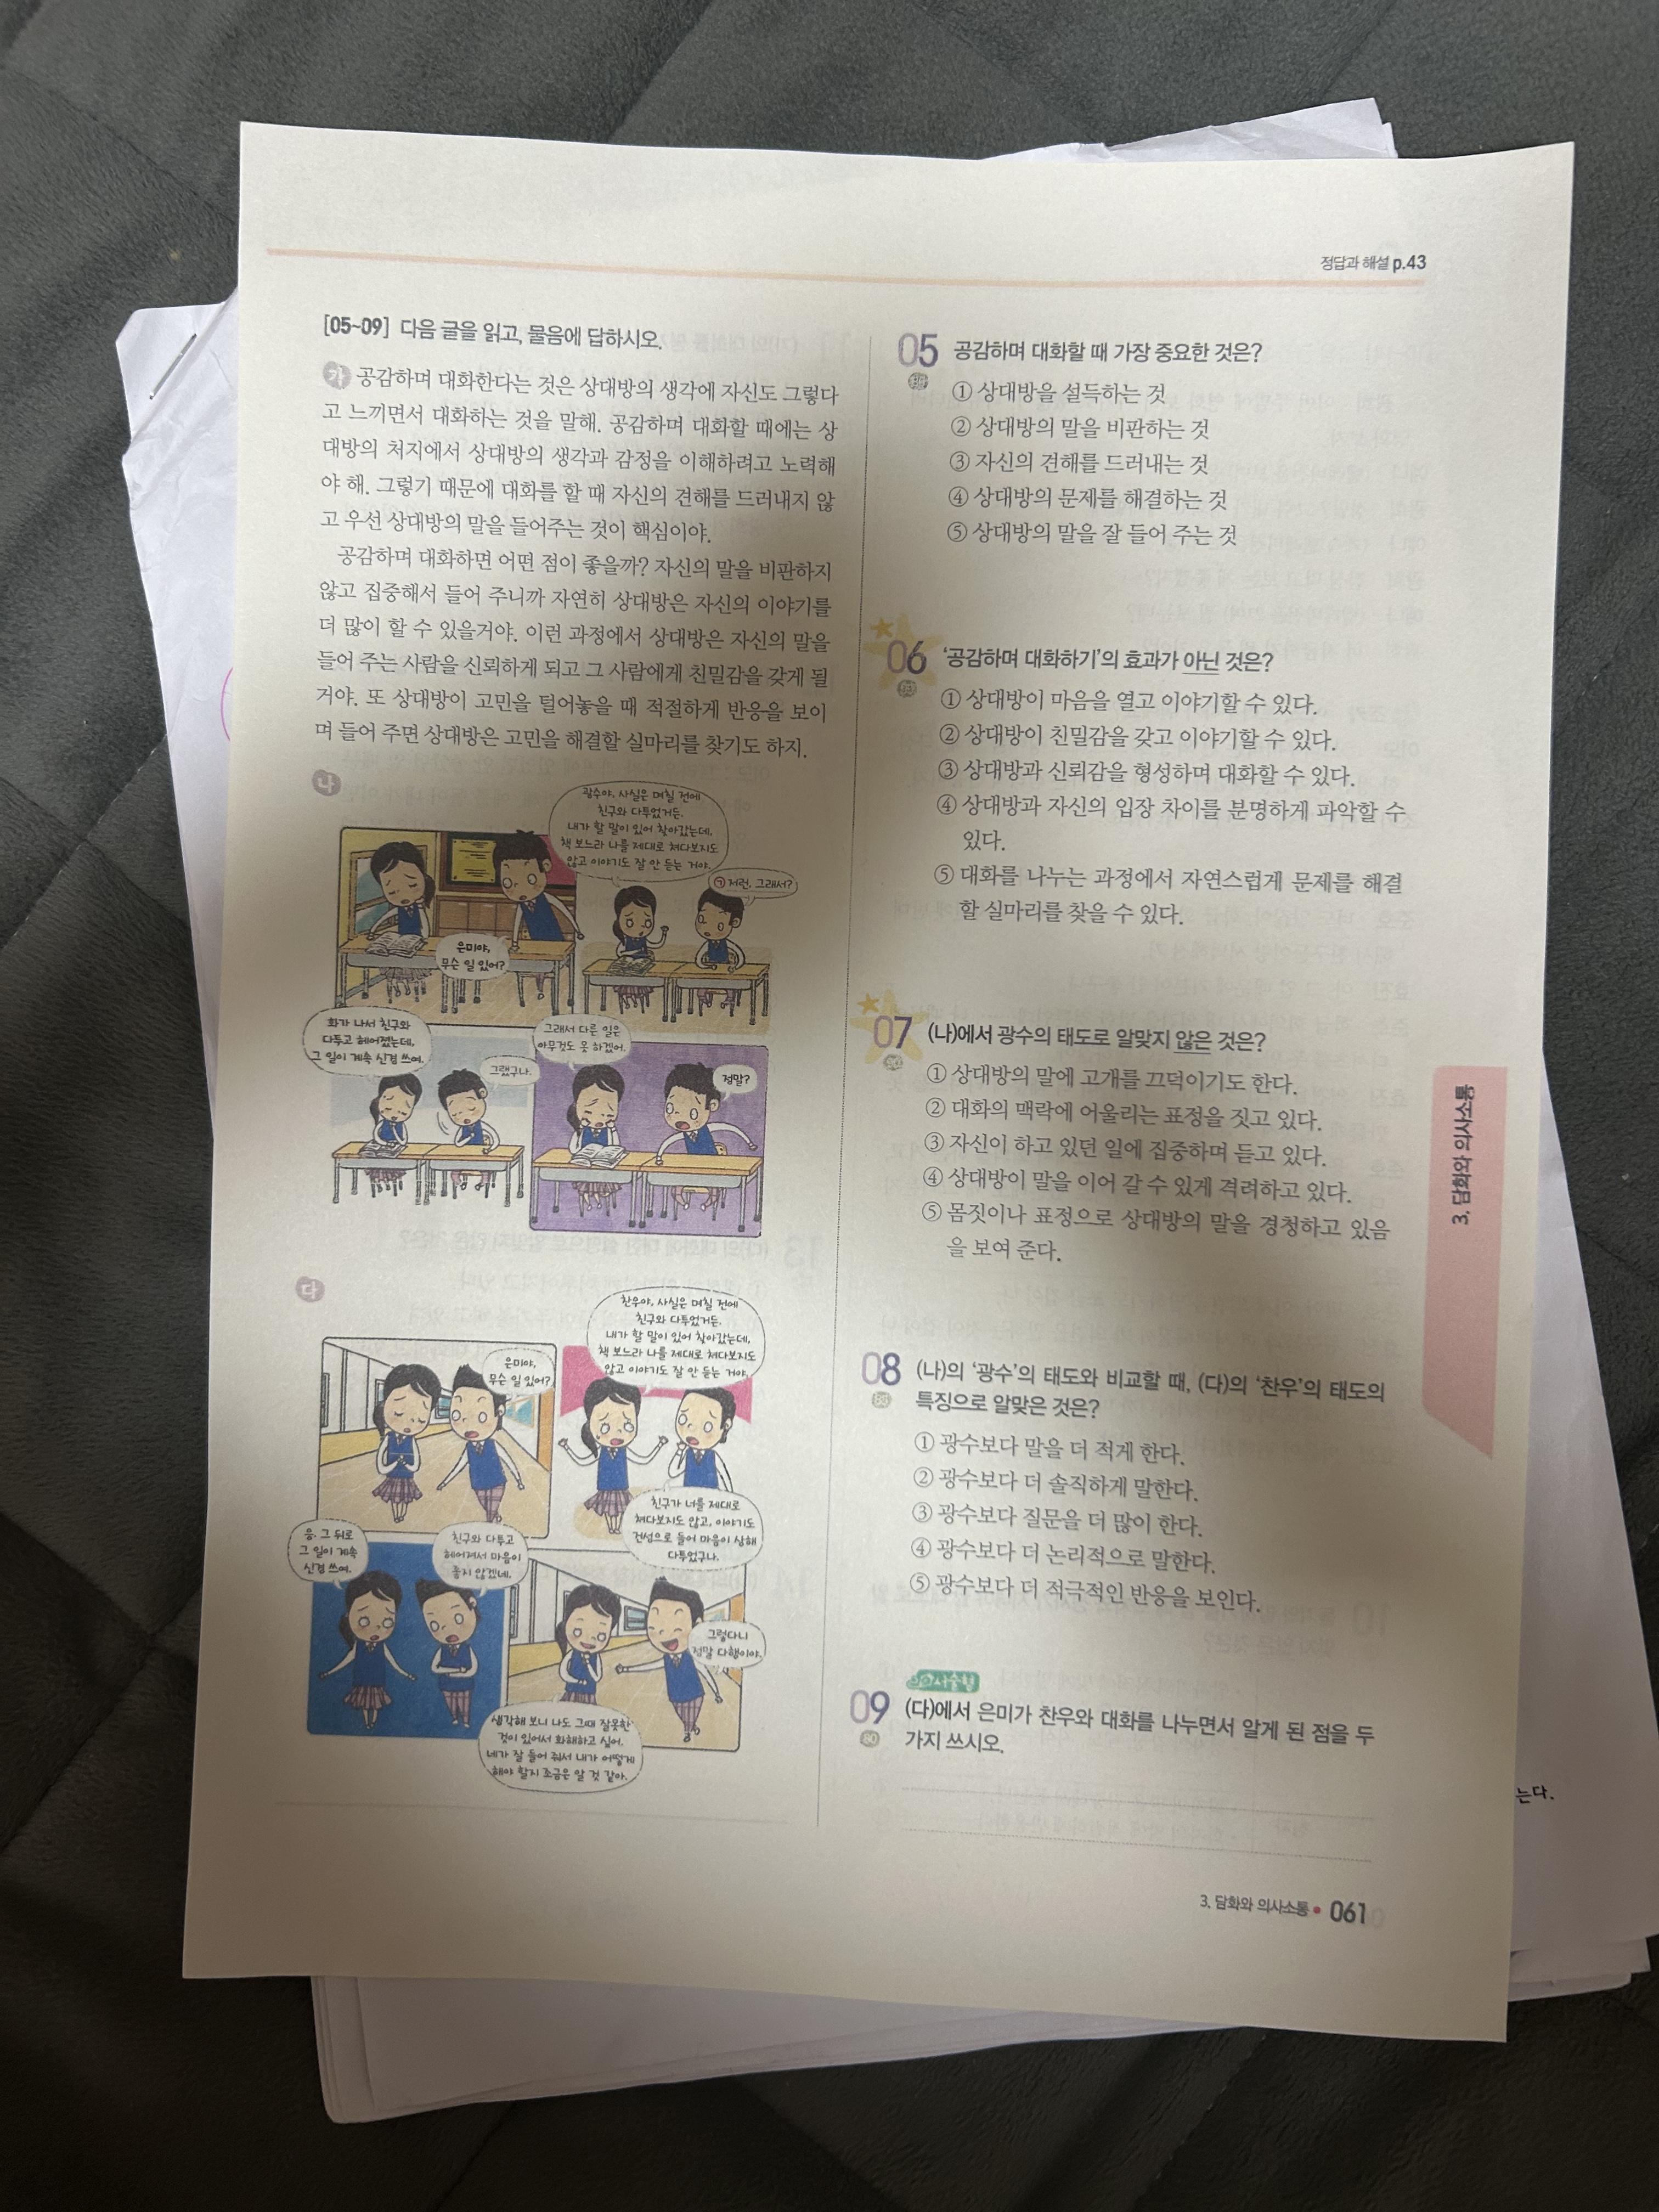 정답과 해설 p.43
[05~09] 다음 글을 읽고, 물음에 답하시오.
가 공감하며 대화한다는 것은 상대방의 생각에 자신도 그렇다
고 느끼면서 대화하는 것을 말해. 공감하며 대화할 때에는 상
대방의 처지에서 상대방의 생각과 감정을 이해하려고 노력해
야 해. 그렇기 때문에 대화를 할 때 자신의 견해를 드러내지 않
고 우선 상대방의 말을 들어주는 것이 핵심이야.
공감하며 대화하면 어떤 점이 좋을까? 자신의 말을 비판하지
않고 집중해서 들어 주니까 자연히 상대방은 자신의 이야기를
더 많이 할 수 있을거야. 이런 과정에서 상대방은 자신의 말을
들어 주는 사람을 신뢰하게 되고 그 사람에게 친밀감을 갖게 될
거야. 또 상대방이 고민을 털어놓을 때 적절하게 반응을 보이
며 들어 주면 상대방은 고민을 해결할 실마리를 찾기도 하지.
나
은미야,
무슨 일 있어?
광수야, 사실은 며칠 전에
친구와 다투었거든.
내가 할 말이 있어 찾아갔는데,
책 보느라 나를 제대로 쳐다보지도
않고 이야기도 잘 안 듣는 거야.
㉠ 저런, 그래서?
화가 나서 친구와
다투고 헤어졌는데,
그 일이 계속 신경 쓰여.
그랬구나.
그래서 다른 일은
아무것도 못 하겠어.
정말?
다
은미야,
무슨 일 있어?
찬우야, 사실은 며칠 전에
친구와 다투었거든.
내가 할 말이 있어 찾아갔는데,
책 보느라 나를 제대로 쳐다보지도
않고 이야기도 잘 안 듣는 거야.
친구가 너를 제대로
쳐다보지도 않고, 이야기도
건성으로 들어 마음이 상해
다투었구나.
응. 그 뒤로
그 일이 계속
신경 쓰여.
친구와 다투고
헤어져서 마음이
좋지 않겠네.
생각해 보니 나도 그때 잘못한
것이 있어서 화해하고 싶어.
네가 잘 들어 줘서 내가 어떻게
해야 할지 조금은 알 것 같아.
그렇다니
정말 다행이야.
05 공감하며 대화할 때 가장 중요한 것은?
① 상대방을 설득하는 것
② 상대방의 말을 비판하는 것
③ 자신의 견해를 드러내는 것
④ 상대방의 문제를 해결하는 것
⑤ 상대방의 말을 잘 들어 주는 것
06 '공감하며 대화하기'의 효과가 아닌 것은?
① 상대방이 마음을 열고 이야기할 수 있다.
② 상대방이 친밀감을 갖고 이야기할 수 있다.
③ 상대방과 신뢰감을 형성하며 대화할 수 있다.
④ 상대방과 자신의 입장 차이를 분명하게 파악할 수
있다.
⑤ 대화를 나누는 과정에서 자연스럽게 문제를 해결
할 실마리를 찾을 수 있다.
07 (나)에서 광수의 태도로 알맞지 않은 것은?
① 상대방의 말에 고개를 끄덕이기도 한다.
② 대화의 맥락에 어울리는 표정을 짓고 있다.
③ 자신이 하고 있던 일에 집중하며 듣고 있다.
④ 상대방이 말을 이어 갈 수 있게 격려하고 있다.
⑤ 몸짓이나 표정으로 상대방의 말을 경청하고 있음
을 보여 준다.
08 (나)의 '광수'의 태도와 비교할 때, (다)의 '찬우'의 태도의
특징으로 알맞은 것은?
① 광수보다 말을 더 적게 한다.
② 광수보다 더 솔직하게 말한다.
③ 광수보다 질문을 더 많이 한다.
④ 광수보다 더 논리적으로 말한다.
⑤ 광수보다 더 적극적인 반응을 보인다.
서술형
09 (다)에서 은미가 찬우와 대화를 나누면서 알게 된 점을 두
가지 쓰시오.
3. 담화와 의사소통
는다.
3. 담화와 의사소통 • 061